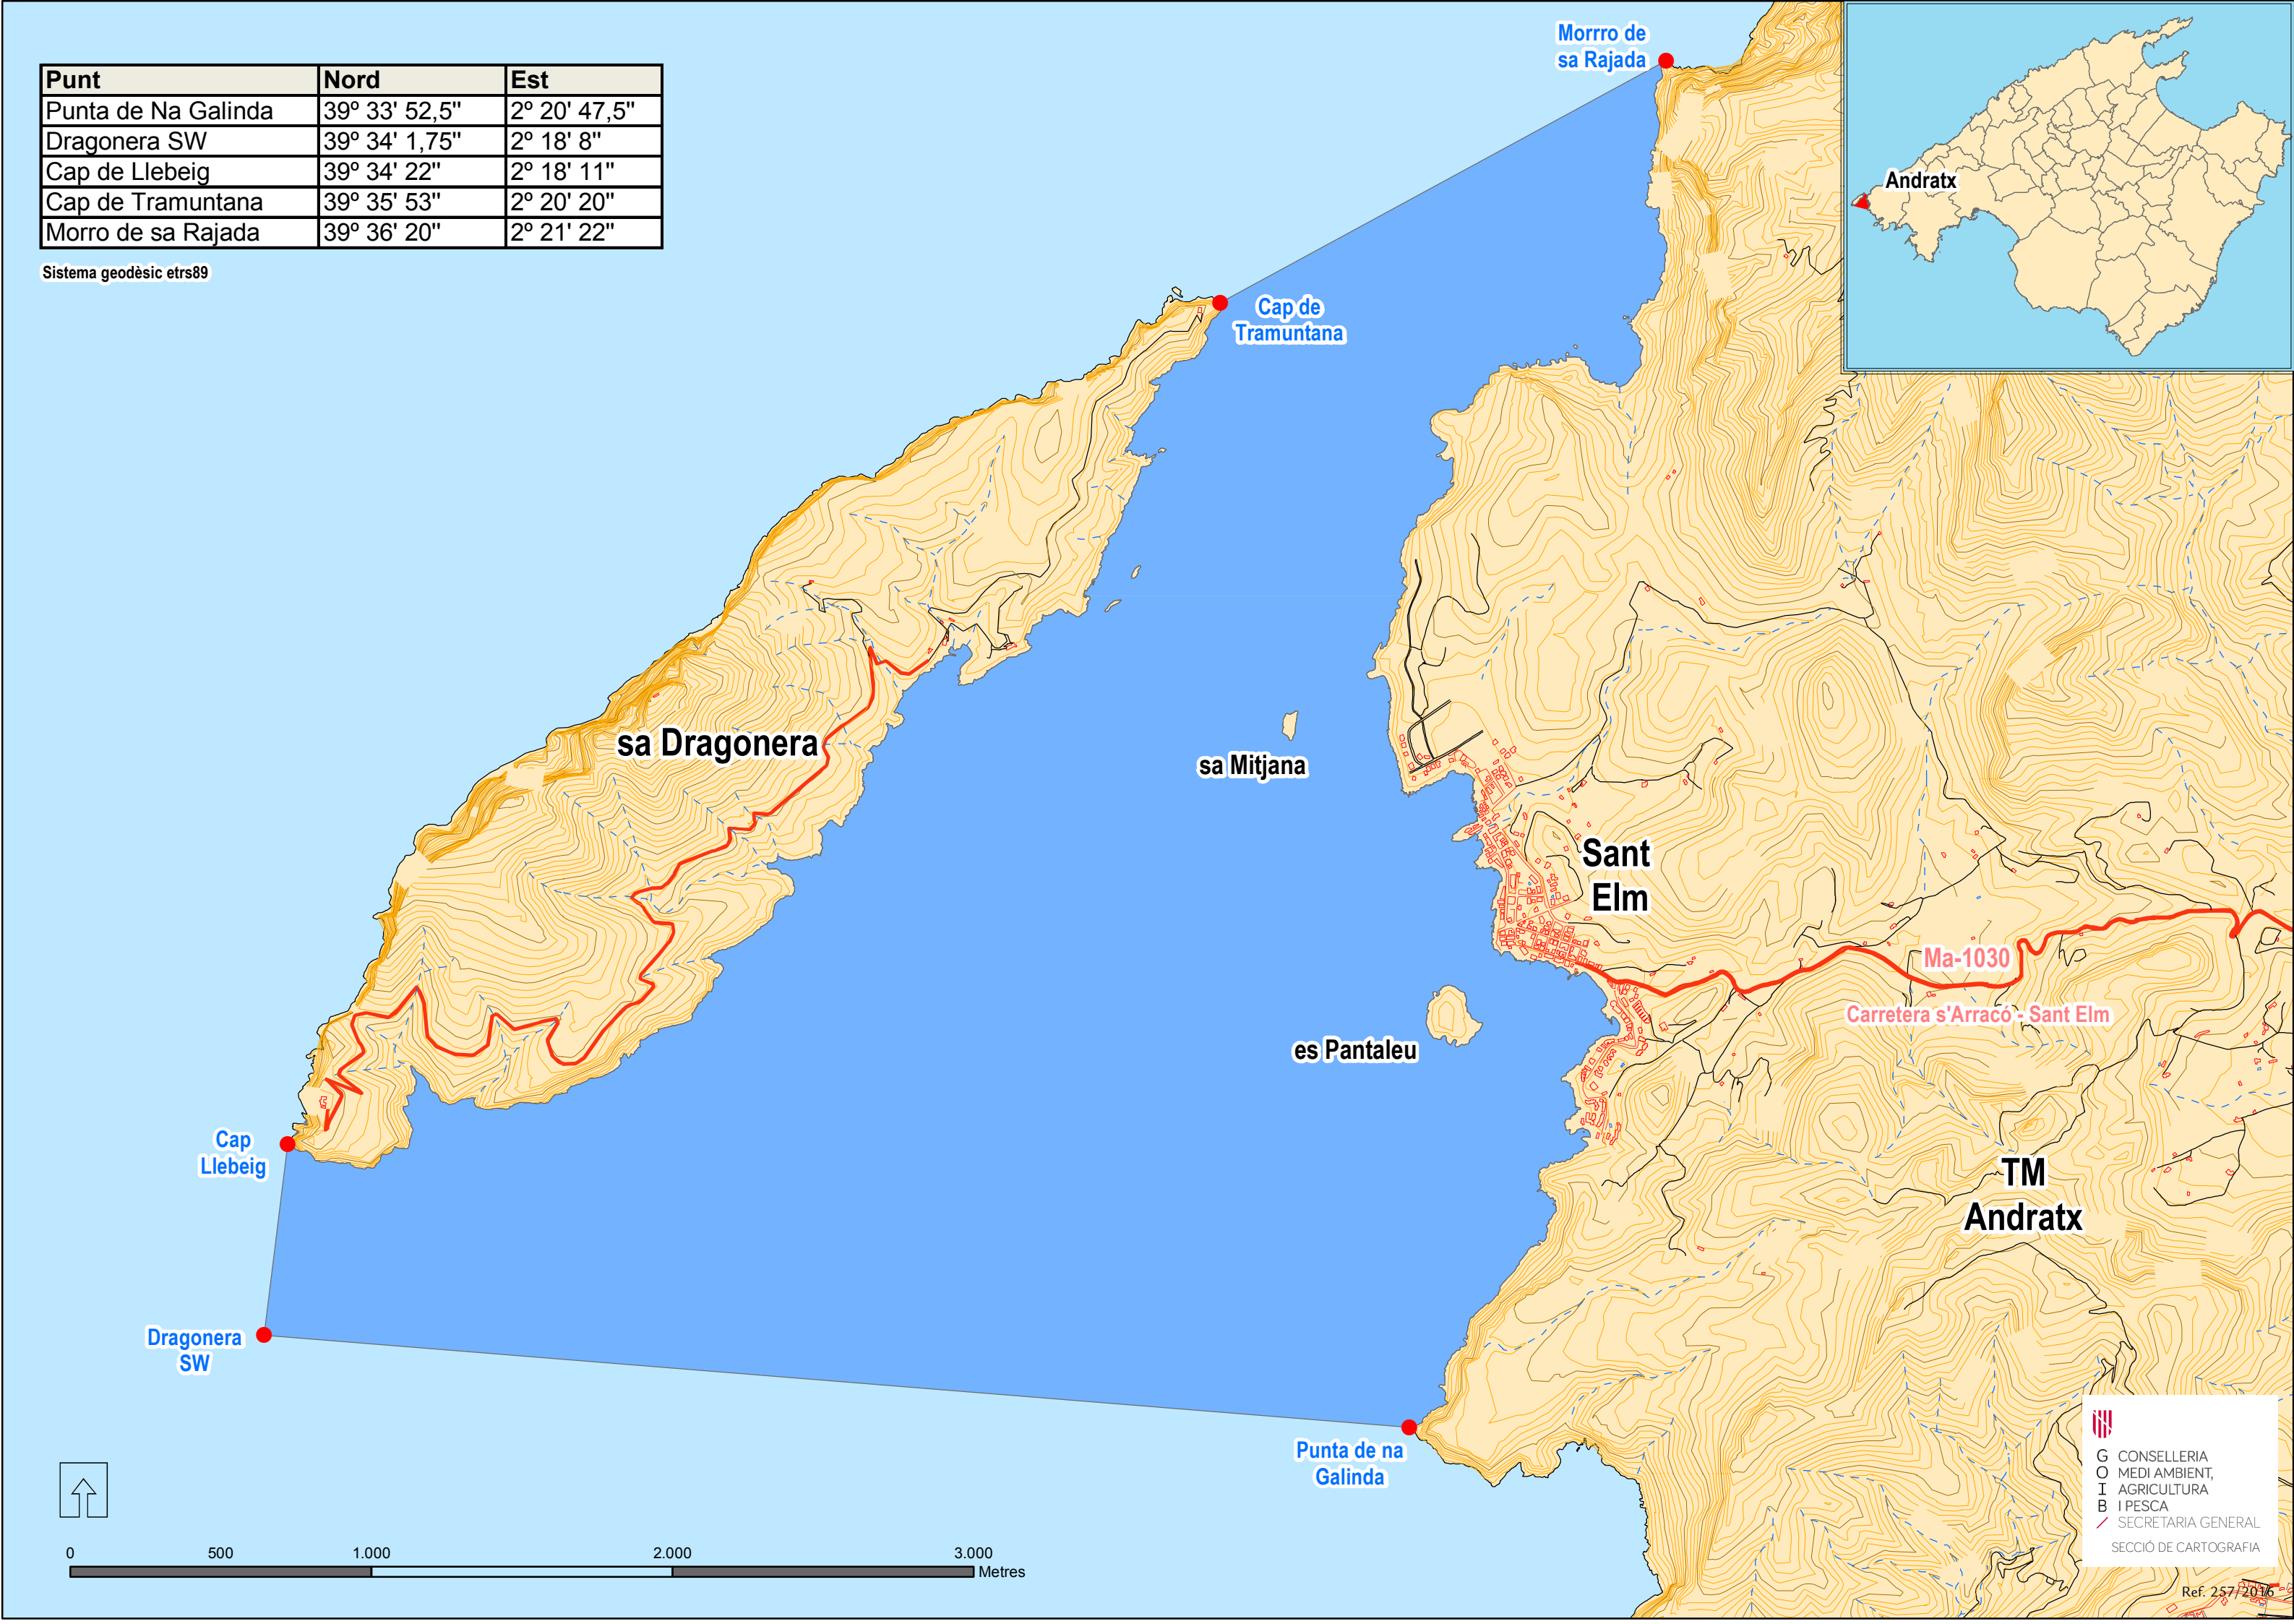 Punt Nord Est
Punta de Na Galinda 39º 33' 52,5" 2º 20' 47,5"
Dragonera SW 39º 34' 1,75" 2º 18' 8"
Cap de Llebeig 39º 34' 22" 2º 18' 11"
Cap de Tramuntana 39º 35' 53" 2º 20' 20"
Morro de sa Rajada 39º 36' 20" 2º 21' 22"
Sistema geodèsic etrs89
Morrro de
sa Rajada
Andratx
Cap de
Tramuntana
sa Dragonera
sa Mitjana
Sant
Elm
Ma-1030
Carretera s'Arracó - Sant Elm
es Pantaleu
Cap
Llebeig
TM
Andratx
Dragonera
SW
Punta de na
Galinda
G CONSELLERIA
O MEDI AMBIENT,
I AGRICULTURA
B I PESCA
/ SECRETARIA GENERAL
SECCIÓ DE CARTOGRAFIA
0 500 1.000 2.000 3.000
Metres
Ref. 257/2016